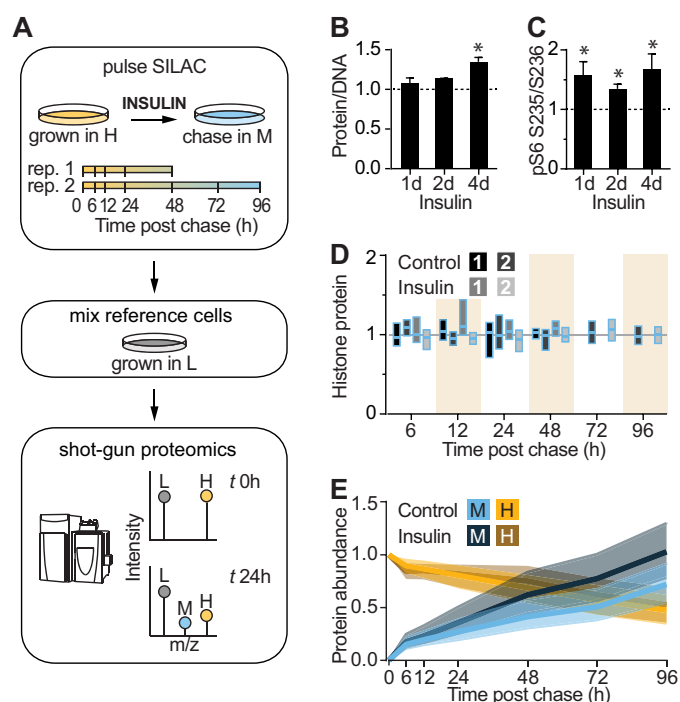 A
pulse SILAC
INSULIN
grown in H
chase in M
rep. 1
rep. 2
0 6 12 24 48 72 96
Time post chase (h)
mix reference cells
grown in L
shot-gun proteomics
Intensity
L
H
t 0h
L
M
H
t 24h
m/z
B
Protein/DNA
1.5
1.0
0.5
0.0
*
1d 2d 4d
Insulin
C
pS6 S235/S236
2
1
0
* * *
1d 2d 4d
Insulin
D
Histone protein
2
1
0
Control 1 2
Insulin 1 2
6 12 24 48 72 96
Time post chase (h)
E
Protein abundance
1.5
1.0
0.5
0.0
Control M H
Insulin M H
0 6 12 24 48 72 96
Time post chase (h)